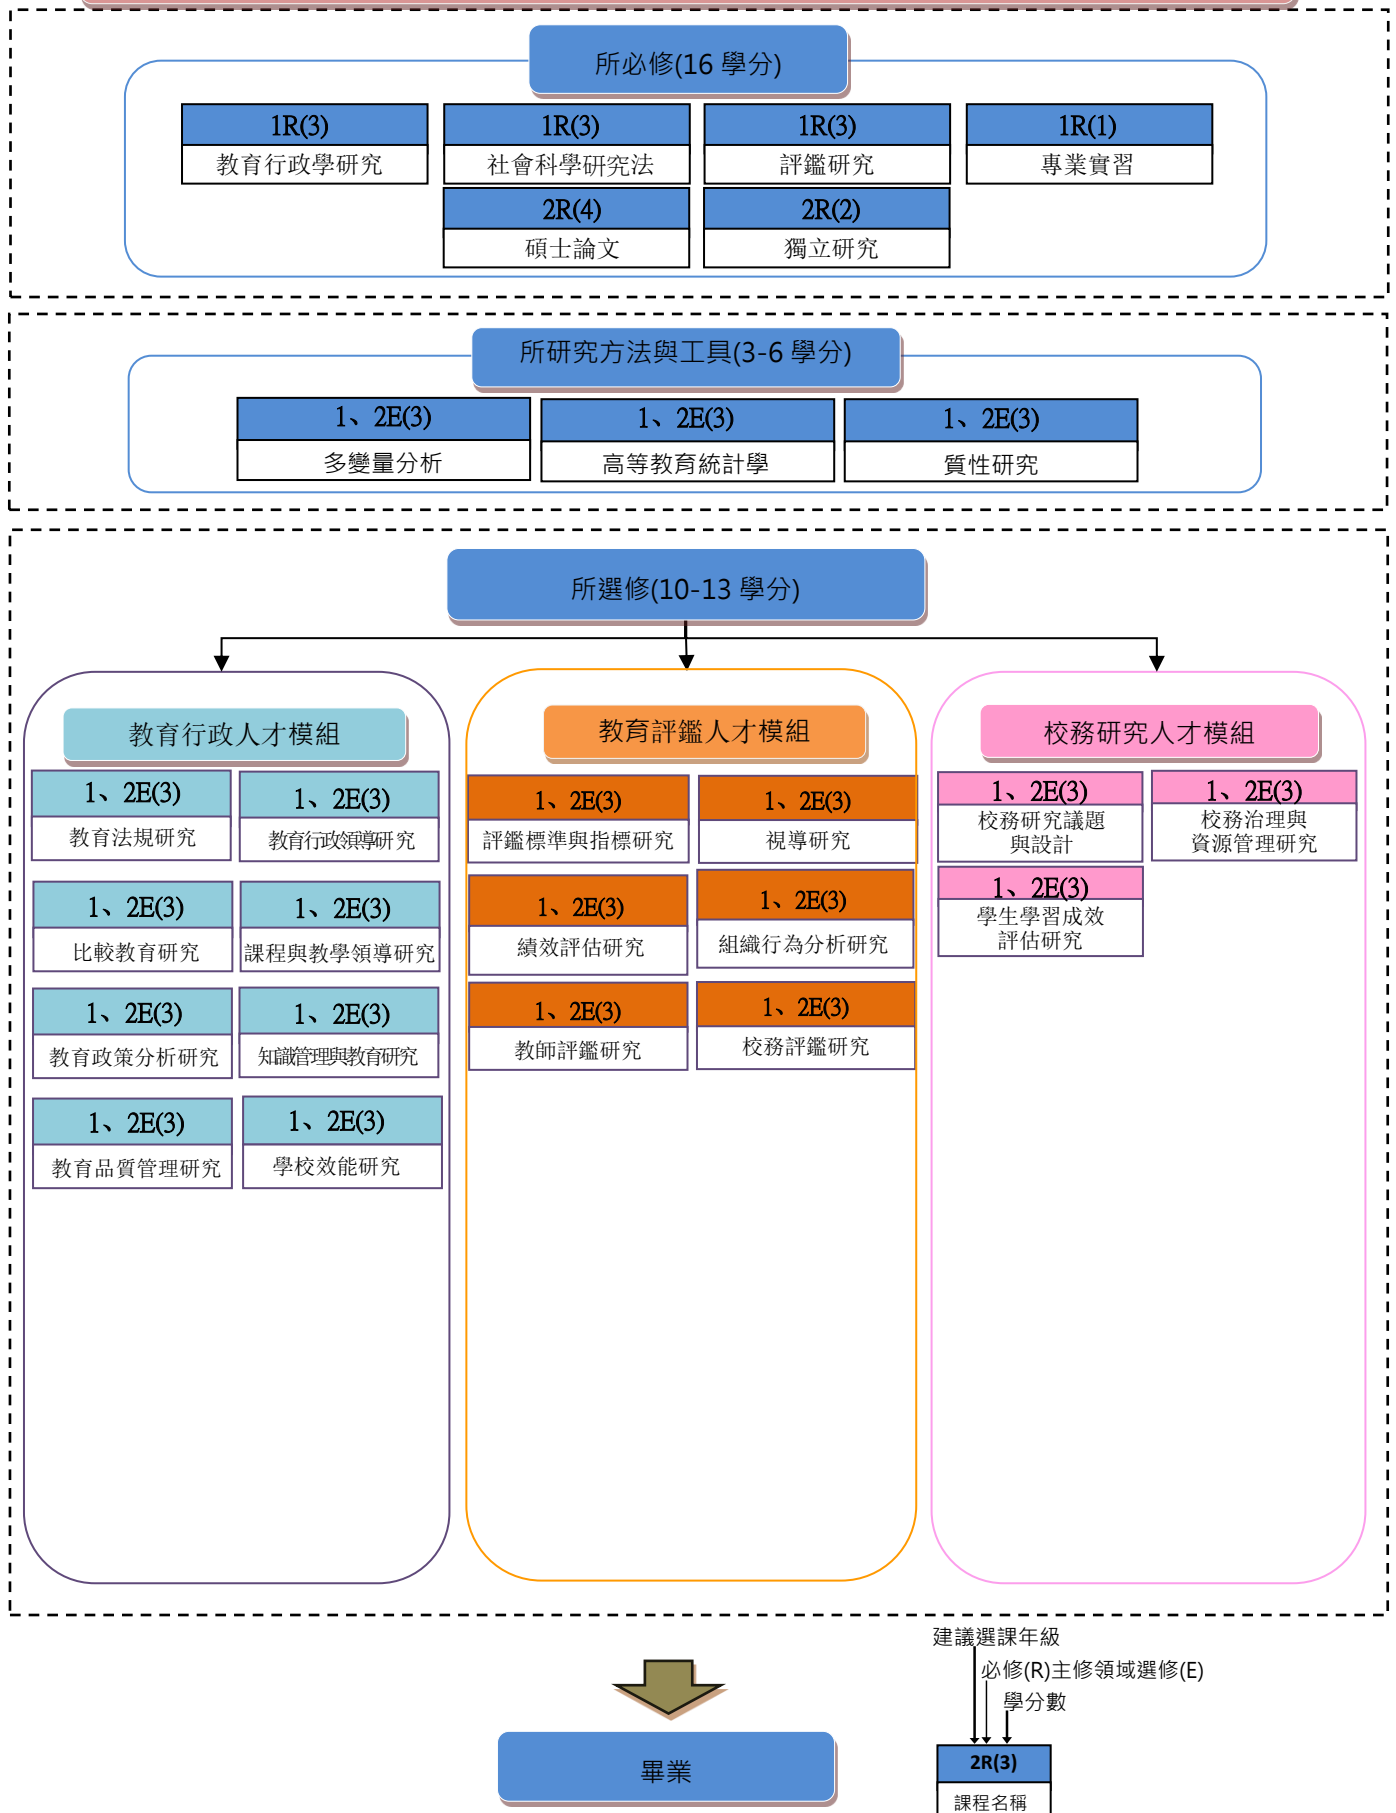 所必修(16 學分)
1R(3)
教育行政學研究
1R(3)
社會科學研究法
1R(3)
評鑑研究
1R(1)
專業實習
2R(4)
碩士論文
2R(2)
獨立研究
所研究方法與工具(3-6 學分)
1、2E(3)
多變量分析
1、2E(3)
高等教育統計學
1、2E(3)
質性研究
所選修(10-13 學分)
教育行政人才模組
1、2E(3)
教育法規研究
1、2E(3)
教育行政領導研究
1、2E(3)
比較教育研究
1、2E(3)
課程與教學領導研究
1、2E(3)
教育政策分析研究
1、2E(3)
知識管理與教育研究
1、2E(3)
教育品質管理研究
1、2E(3)
學校效能研究
教育評鑑人才模組
1、2E(3)
評鑑標準與指標研究
1、2E(3)
視導研究
1、2E(3)
績效評估研究
1、2E(3)
組織行為分析研究
1、2E(3)
教師評鑑研究
1、2E(3)
校務評鑑研究
校務研究人才模組
1、2E(3)
校務研究議題
與設計
1、2E(3)
校務治理與
資源管理研究
1、2E(3)
學生學習成效
評估研究
建議選課年級
必修(R)主修領域選修(E)
學分數
2R(3)
課程名稱
畢業